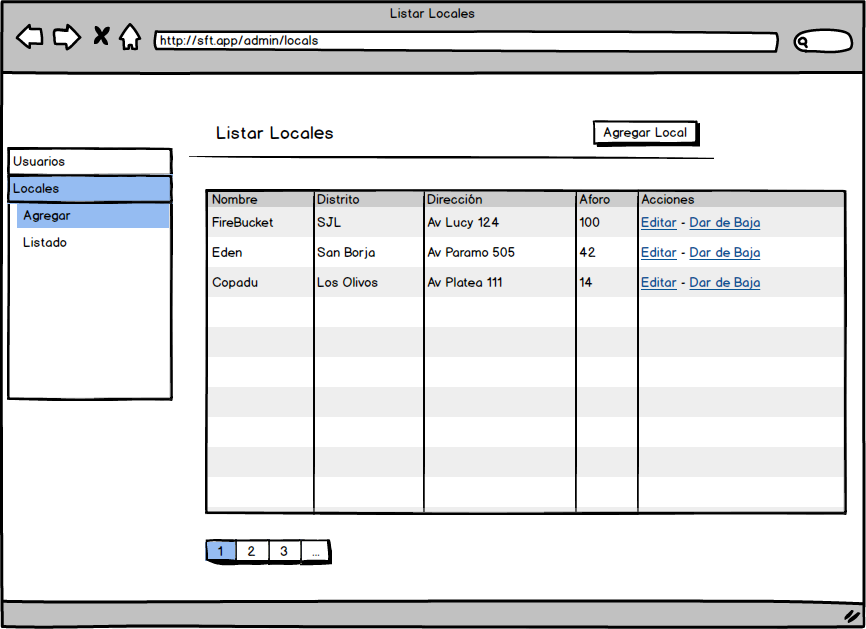 Listar Locales
http://sft.app/admin/locals
Listar Locales
Agregar Local
Usuarios
Locales
Agregar
Listado
Nombre Distrito Dirección Aforo Acciones
FireBucket SJL Av Lucy 124 100 Editar - Dar de Baja
Eden San Borja Av Paramo 505 42 Editar - Dar de Baja
Copadu Los Olivos Av Platea 111 14 Editar - Dar de Baja
1 2 3 ...